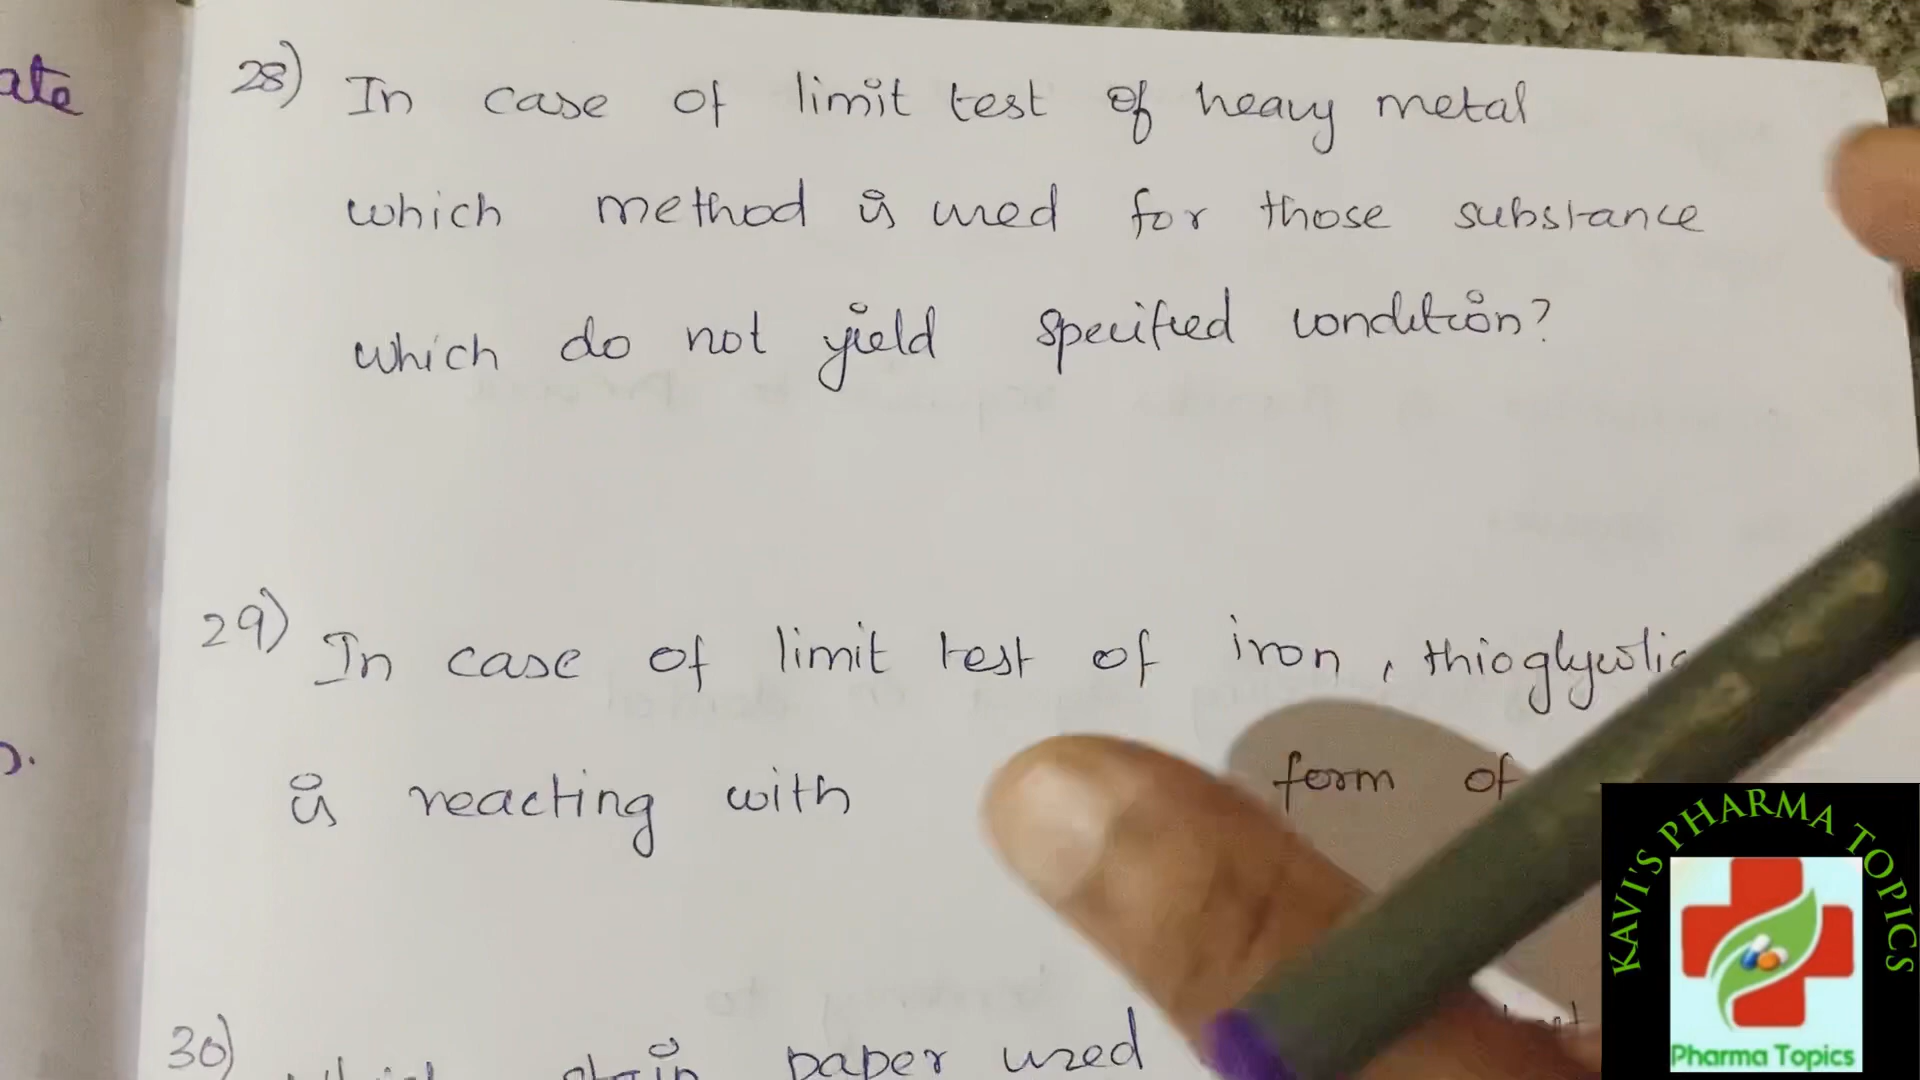 ate
28) In case of limit test of heavy metal
which method is used for those substance
which do not yield specified condition?
29) In case of limit test of iron, thioglycolic
is reacting with form of
30) stain paper used
KAVI'S PHARMA TOPICS
Pharma Topics